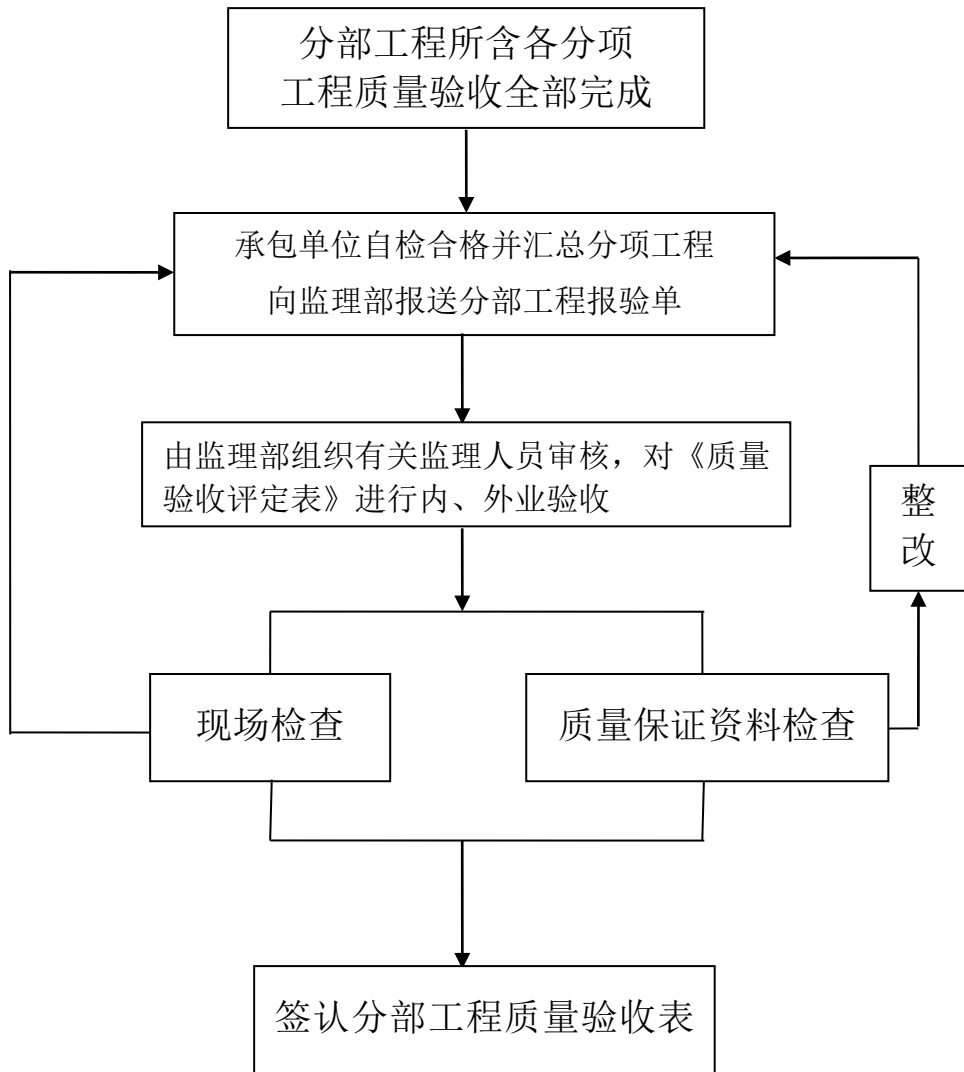 分部工程所含各分项
工程质量验收全部完成
承包单位自检合格并汇总分项工程
向监理部报送分部工程报验单
由监理部组织有关监理人员审核，对《质量
验收评定表》进行内、外业验收
整
改
现场检查
质量保证资料检查
签认分部工程质量验收表